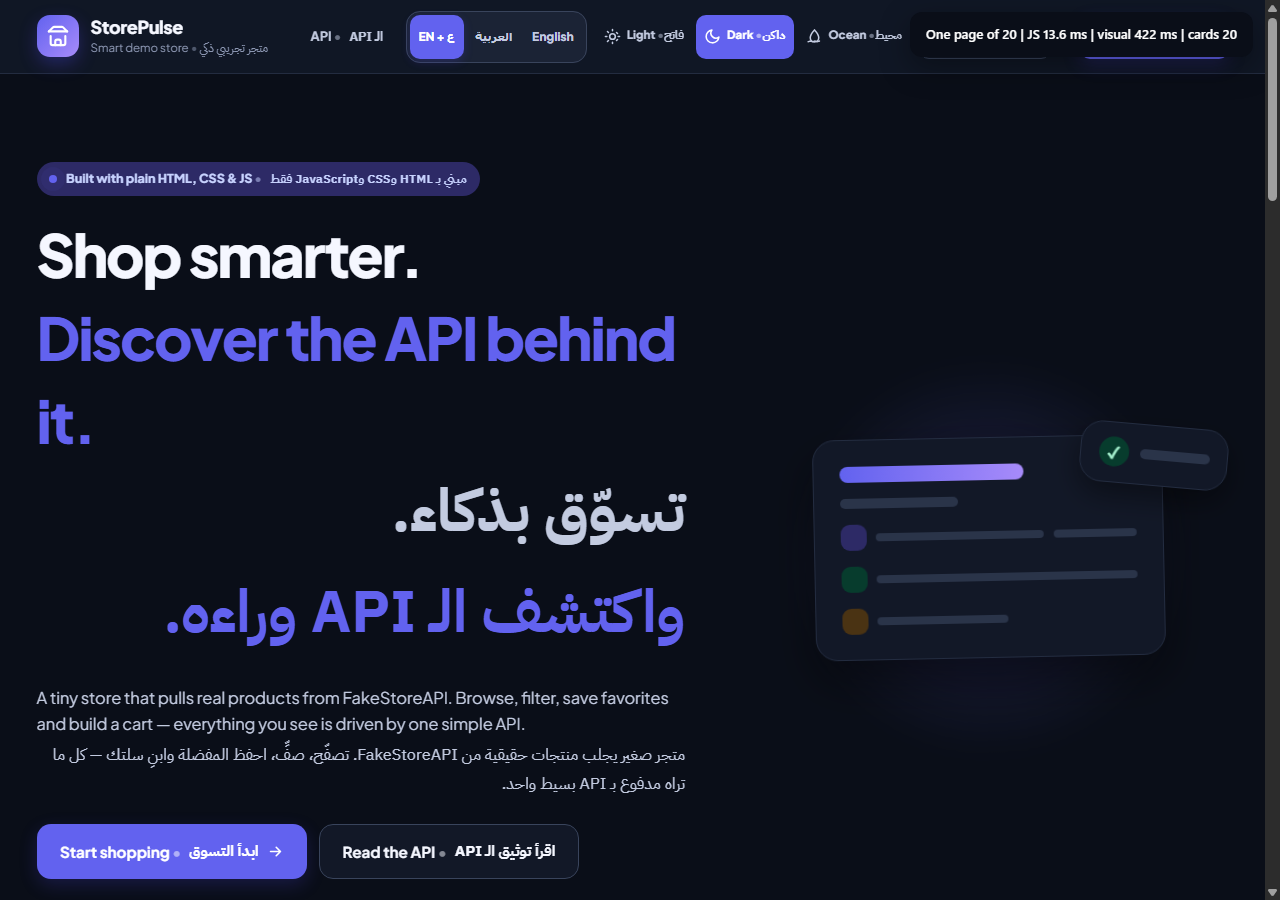 StorePulse
Smart demo store • متجر تجريبي ذكي
API • الـ API
EN + ع
العربية
English
Light • فاتح
Dark • داكن
Ocean • محيط
One page of 20 | JS 13.6 ms | visual 422 ms | cards 20
Built with plain HTML, CSS & JS • مبني بـ HTML وCSS وJavaScript فقط
Shop smarter.
Discover the API behind
it.
تسوّق بذكاء.
واكتشف الـ API وراءه.
A tiny store that pulls real products from FakeStoreAPI. Browse, filter, save favorites
and build a cart — everything you see is driven by one simple API.
متجر صغير يجلب منتجات حقيقية من FakeStoreAPI. تصفّح، صفِّ، احفظ المفضلة وابنِ سلتك — كل ما
تراه مدفوع بـ API بسيط واحد.
Start shopping • ابدأ التسوق →
Read the API • اقرأ توثيق الـ API